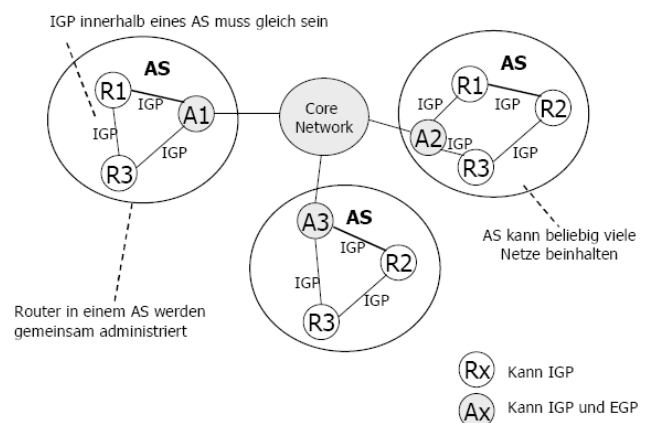 IGP innerhalb eines AS muss gleich sein
AS
R1
IGP
A1
IGP
IGP
R3
Core
Network
AS
R1
IGP
IGP
R2
A2
IGP
IGP
R3
A3
AS
IGP
R2
IGP
IGP
R3
AS kann beliebig viele
Netze beinhalten
Router in einem AS werden
gemeinsam administriert
Rx
Kann IGP
Ax
Kann IGP und EGP